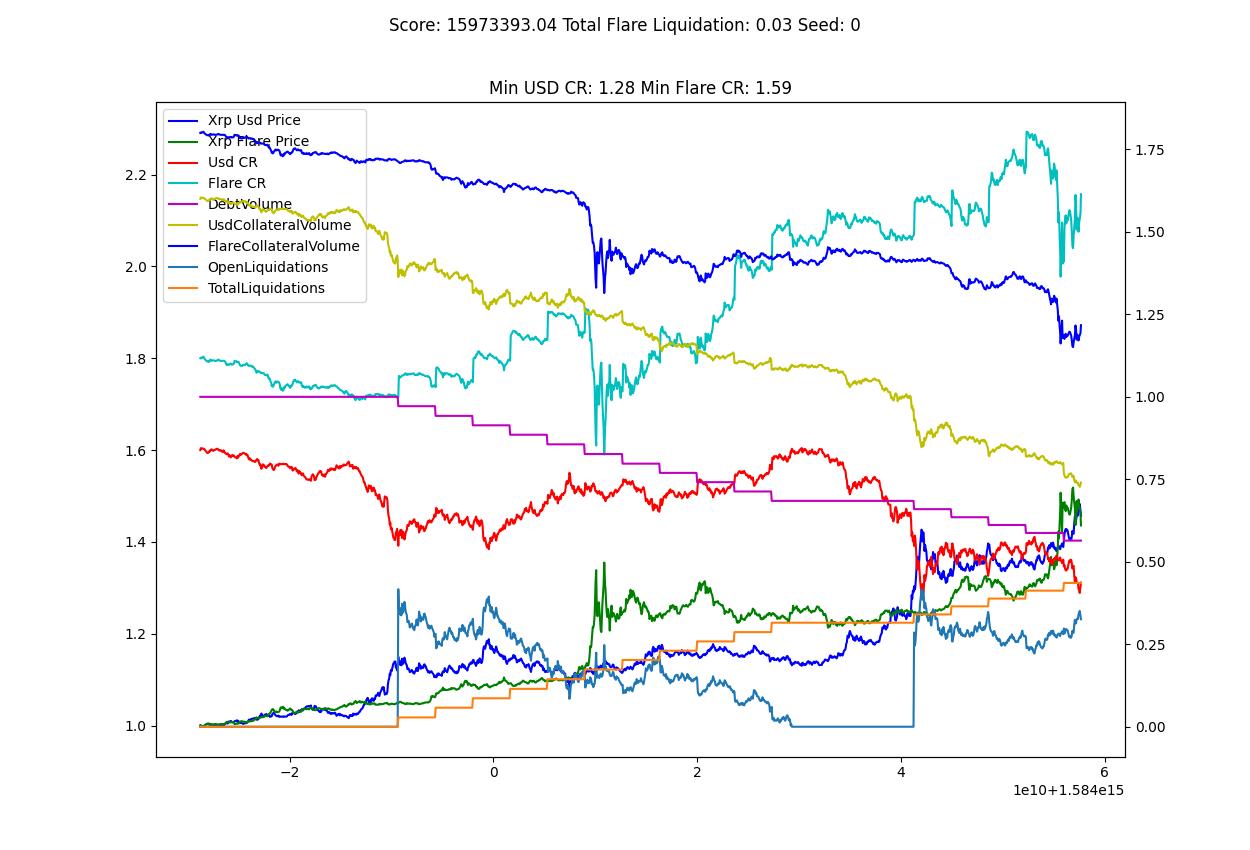 Score: 15973393.04 Total Flare Liquidation: 0.03 Seed: 0
Min USD CR: 1.28 Min Flare CR: 1.59
Xrp Usd Price
Xrp Flare Price
Usd CR
Flare CR
DebtVolume
UsdCollateralVolume
FlareCollateralVolume
OpenLiquidations
TotalLiquidations
2.2
2.0
1.8
1.6
1.4
1.2
1.0
1.75
1.50
1.25
1.00
0.75
0.50
0.25
0.00
−2 0 2 4 6
1e10+1.584e15